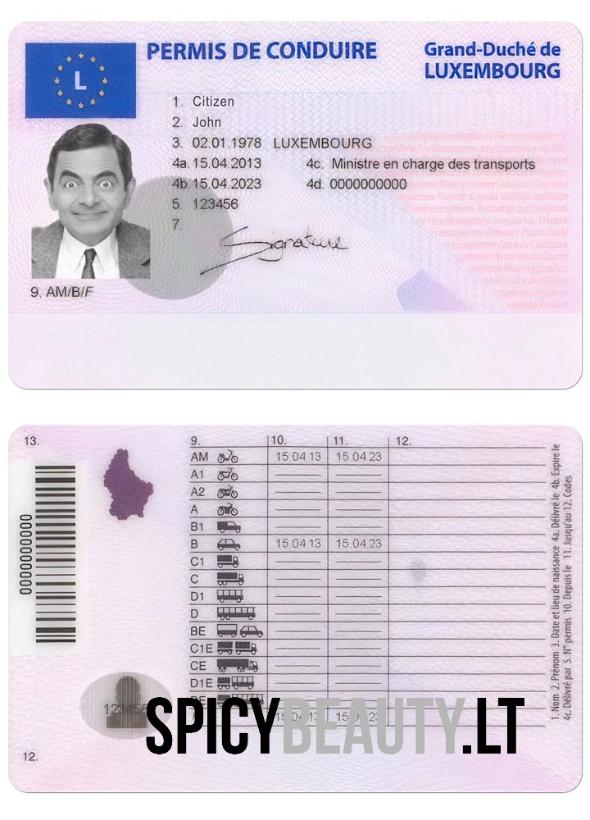 PERMIS DE CONDUIRE
Grand-Duché de
LUXEMBOURG
L
1. Citizen
2. John
3. 02.01.1978 LUXEMBOURG
4a. 15.04.2013 4c. Ministre en charge des transports
4b. 15.04.2023 4d. 0000000000
5. 123456
7.
Signature
9. AM/B/F
13.
0000000000
9. 10. 11. 12.
AM 15.04.13 15.04.23
A1
A2
A
B1
B 15.04.13 15.04.23
C1
C
D1
D
BE
C1E
CE
D1E
DE
15.04.13 15.04.23
123456
12.
1. Nom 2. Prénom 3. Date et lieu de naissance 4a. Délivré le 4b. Expire le
4c. Délivré par 5. N° permis 10. Depuis le 11. Jusqu'au 12. Codes
SPICYBEAUTY.LT